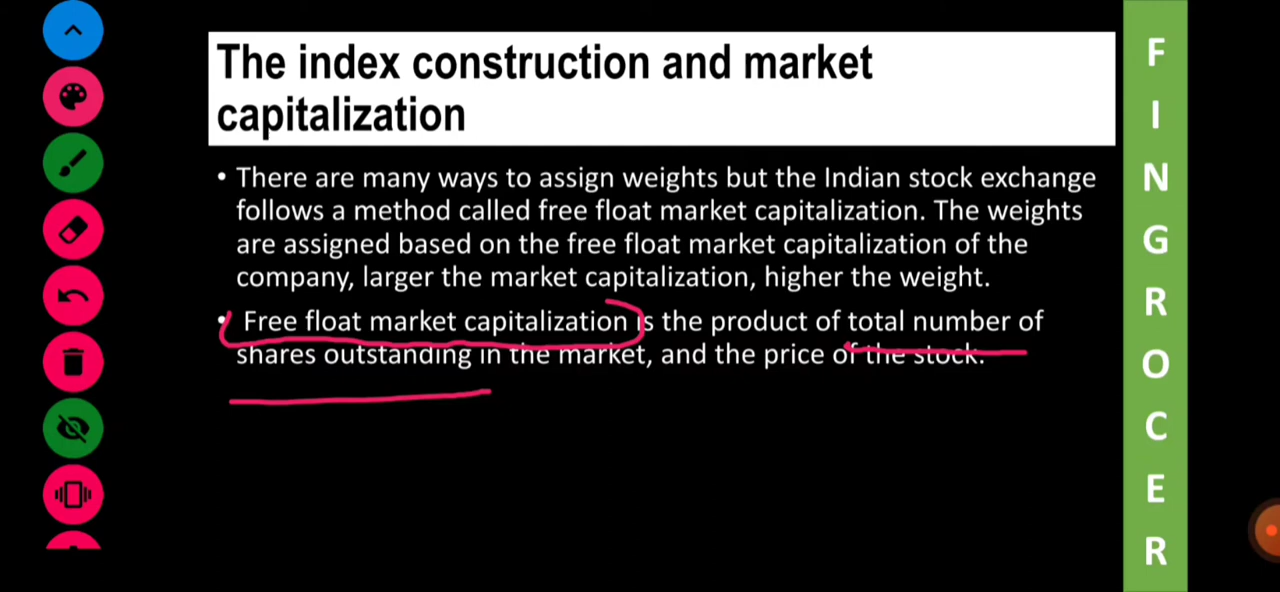 The index construction and market
capitalization
• There are many ways to assign weights but the Indian stock exchange
follows a method called free float market capitalization. The weights
are assigned based on the free float market capitalization of the
company, larger the market capitalization, higher the weight.
• Free float market capitalization is the product of total number of
shares outstanding in the market, and the price of the stock.
F
I
N
G
R
O
C
E
R